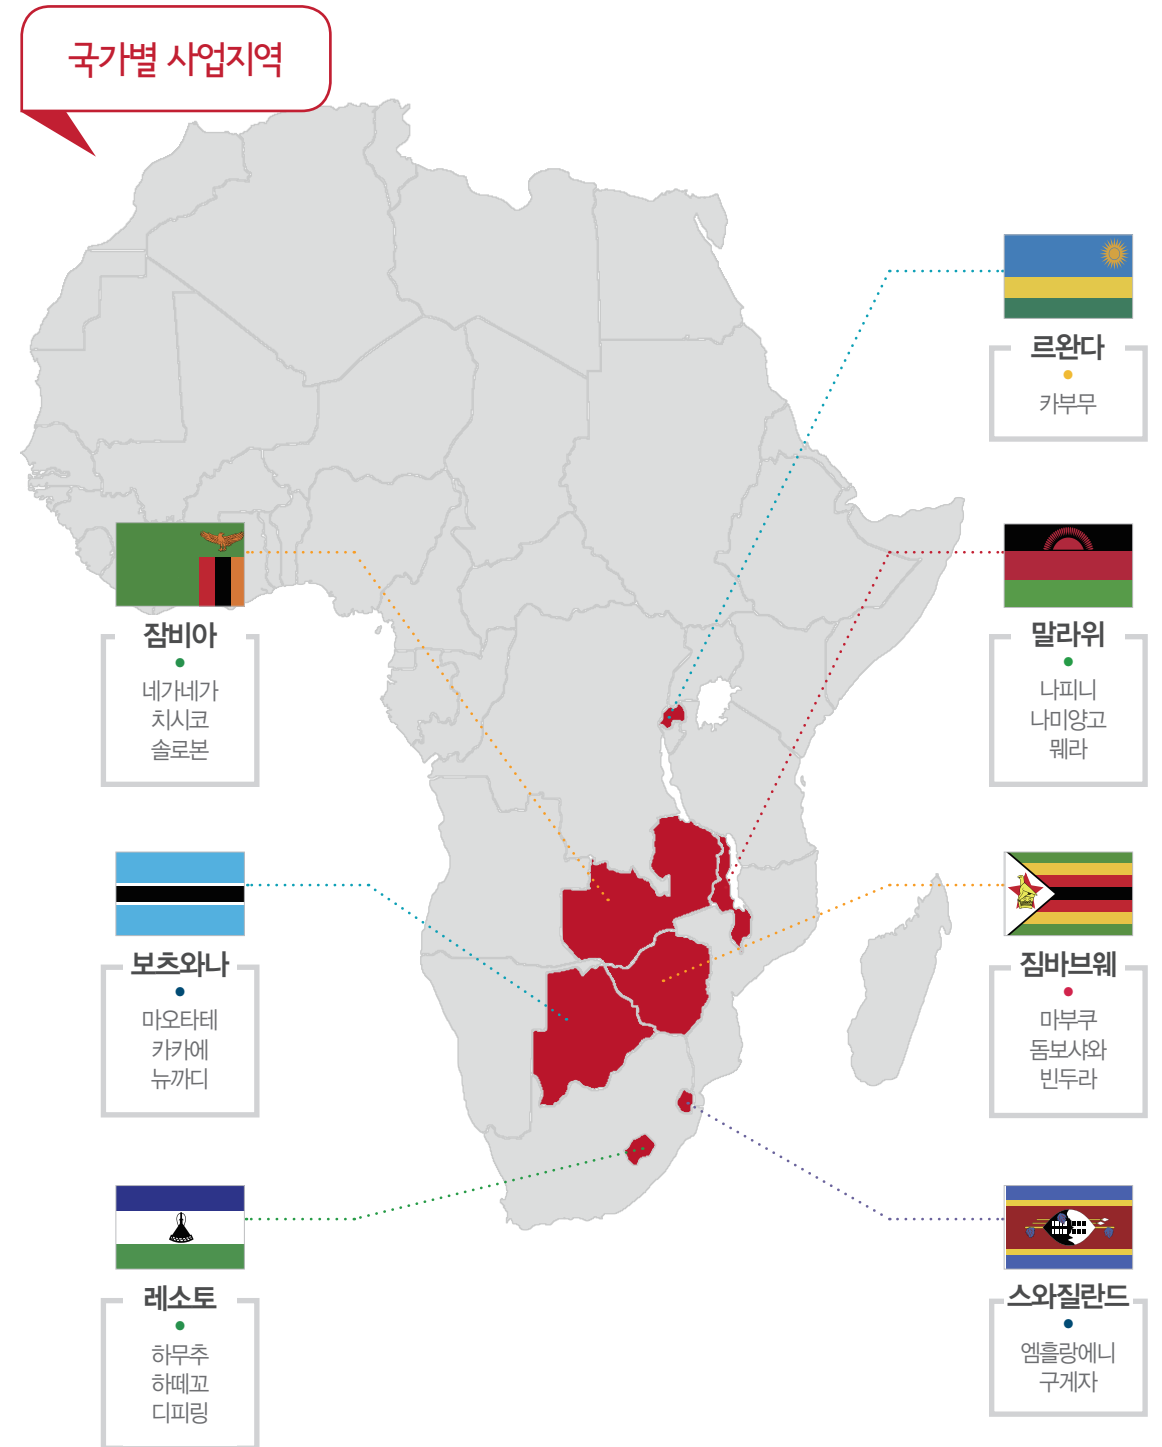 국가별 사업지역
르완다
카부무
잠비아
네가네가
치시코
솔로본
말라위
나피니
나미양고
뭬라
보츠와나
마오타테
카카에
뉴까디
짐바브웨
마부쿠
돔보샤와
빈두라
레소토
하무추
하떼꼬
디피링
스와질란드
엠흘랑에니
구게자